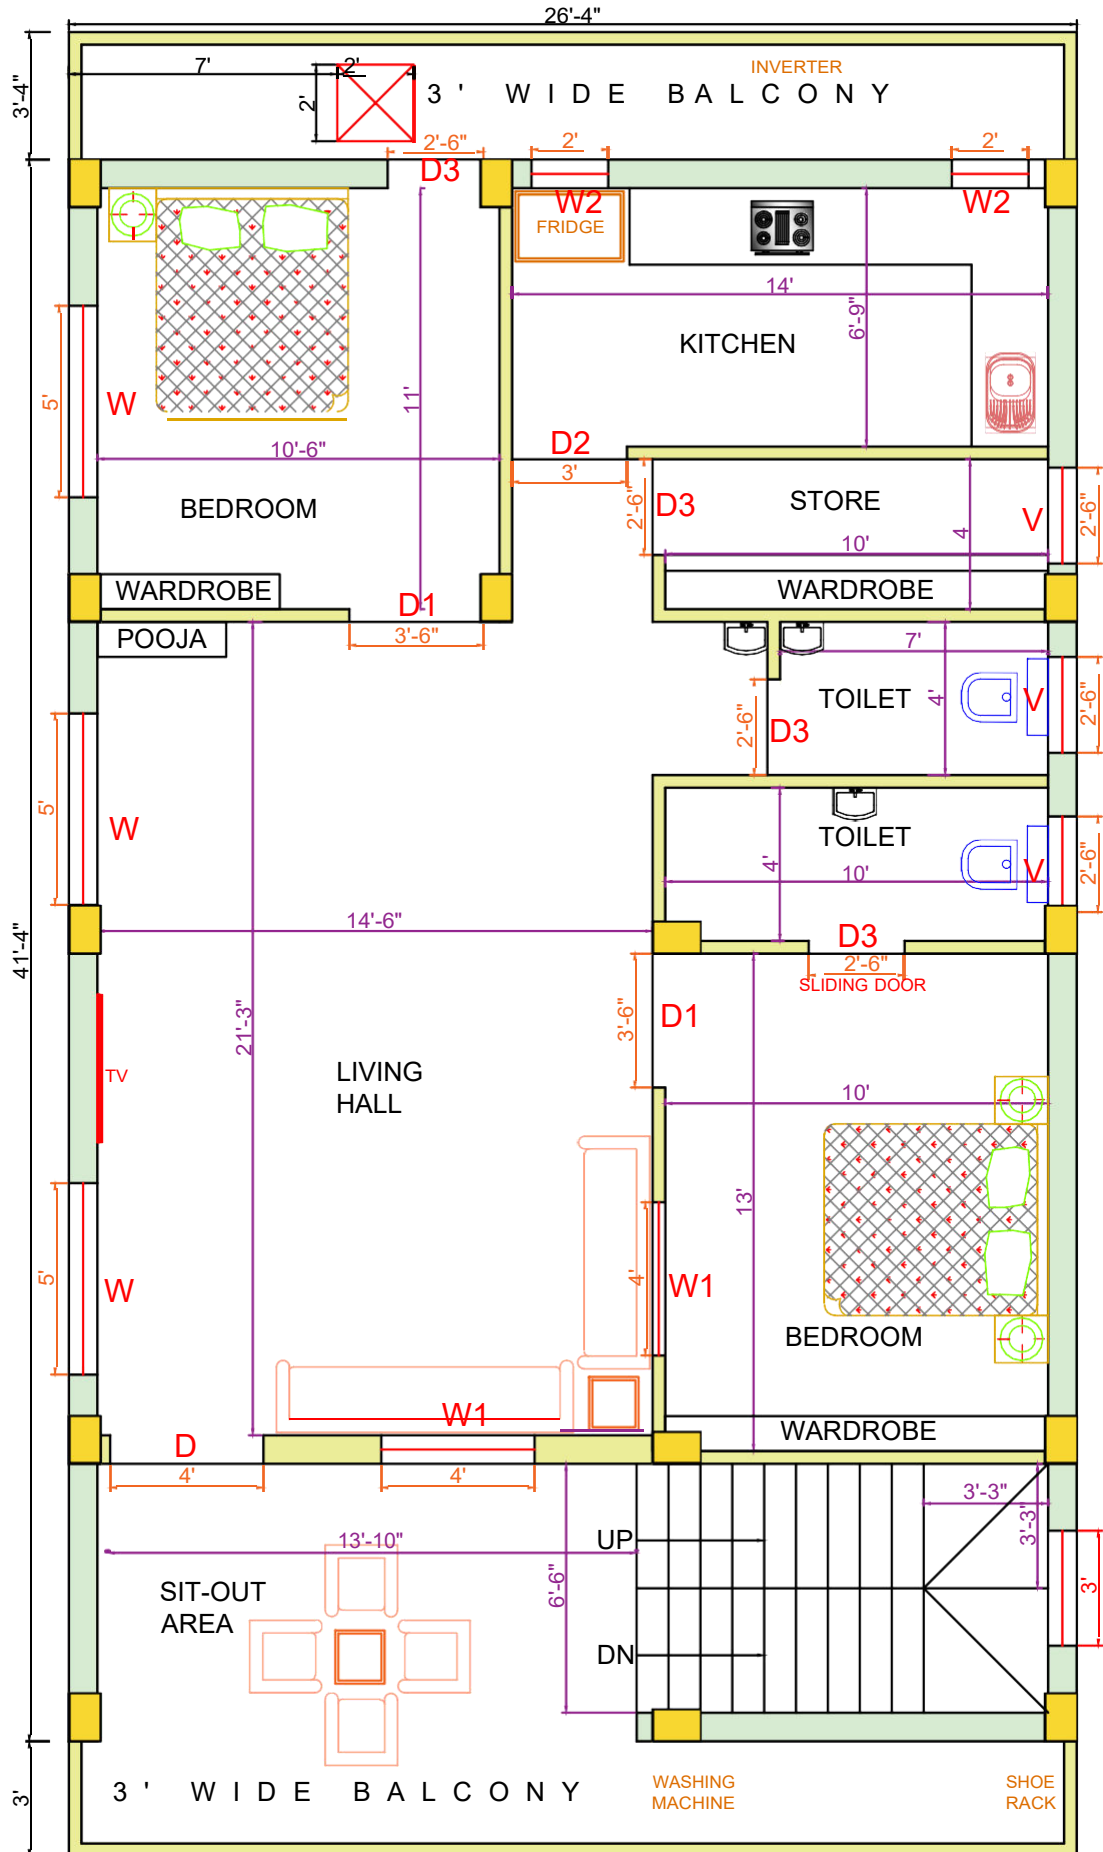 26'-4"
7'
2'
2'
3'-4"
INVERTER
3' WIDE BALCONY
2'-6"
2'
2'
D3
W2
W2
FRIDGE
14'
6'-9"
KITCHEN
5'
W
11'
10'-6"
BEDROOM
D2
3'
2'-6"
D3
STORE
4
V
2'-6"
10'
WARDROBE
WARDROBE
D1
3'-6"
POOJA
7'
TOILET
4'
V
2'-6"
2'-6"
D3
5'
W
TOILET
4'
10'
V
2'-6"
14'-6"
D3
2'-6"
SLIDING DOOR
41'-4"
21'-3"
3'-6"
D1
TV
LIVING
HALL
10'
13'
5'
W
4'
W1
BEDROOM
W1
WARDROBE
D
4'
4'
3'-3"
3'-3"
13'-10"
UP
6'-6"
SIT-OUT
AREA
3'
DN
3'
3' WIDE BALCONY
WASHING
MACHINE
SHOE
RACK